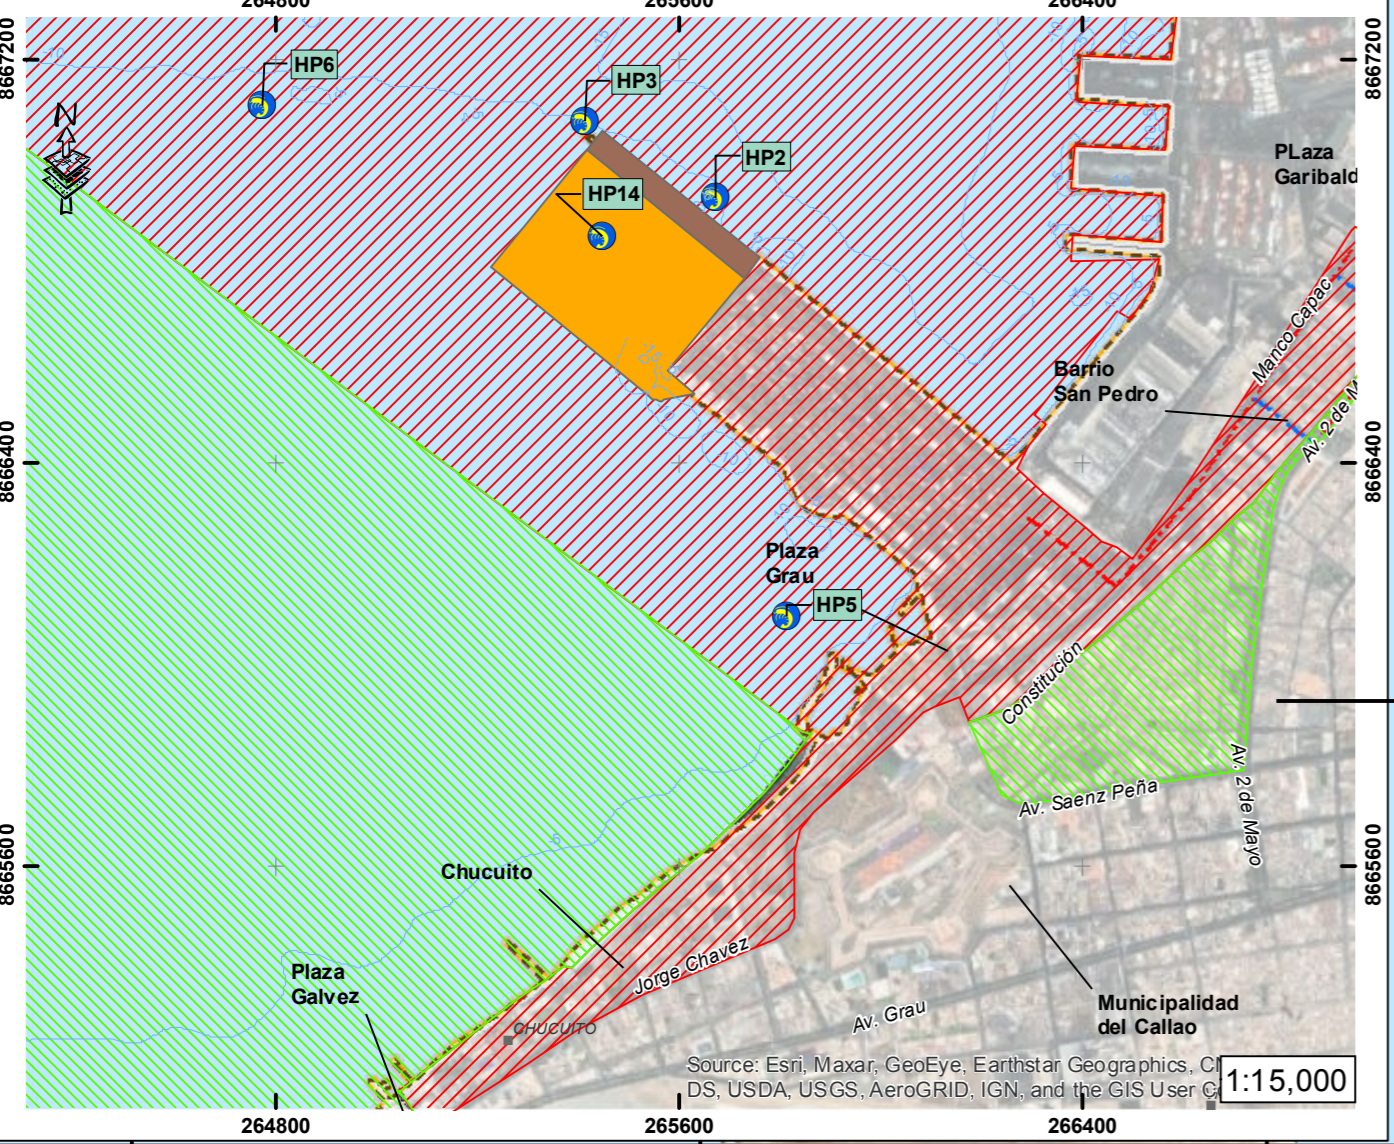 264800
265600
266400
8667200
8667200
N
HP6
HP3
HP2
HP14
PLaza
Garibald
Manco Capac
Barrio
San Pedro
Av. 2 de M
8666400
8666400
Plaza
Grau
HP5
Constitución
Av. Saenz Peña
Av. 2 de Mayo
8665600
8665600
Chucuito
Jorge Chavez
Plaza
Galvez
CHUCUITO
Av. Grau
Municipalidad
del Callao
Source: Esri, Maxar, GeoEye, Earthstar Geographics,
DS, USDA, USGS, AeroGRID, IGN, and the GIS User
1:15,000
264800
265600
266400